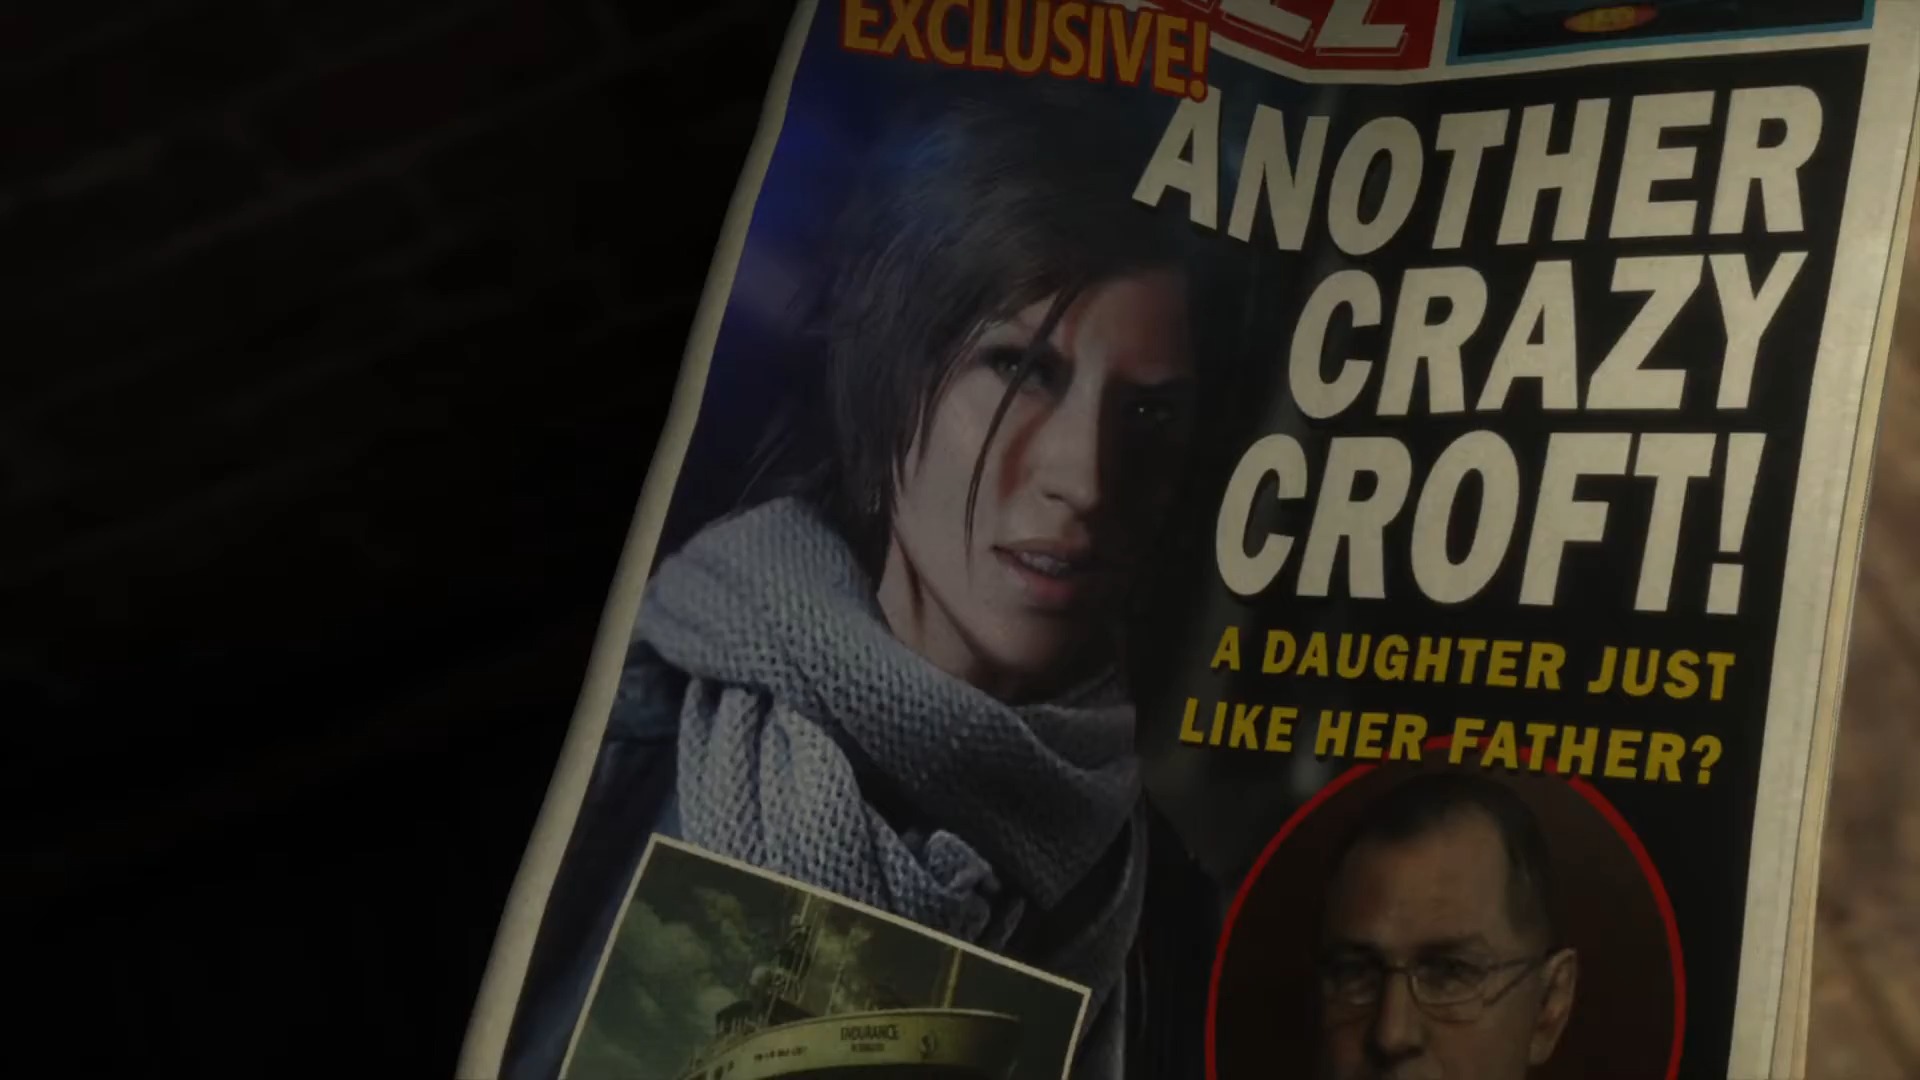 EXCLUSIVE!
ANOTHER
CRAZY
CROFT!
A DAUGHTER JUST
LIKE HER FATHER?
ENDURANCE